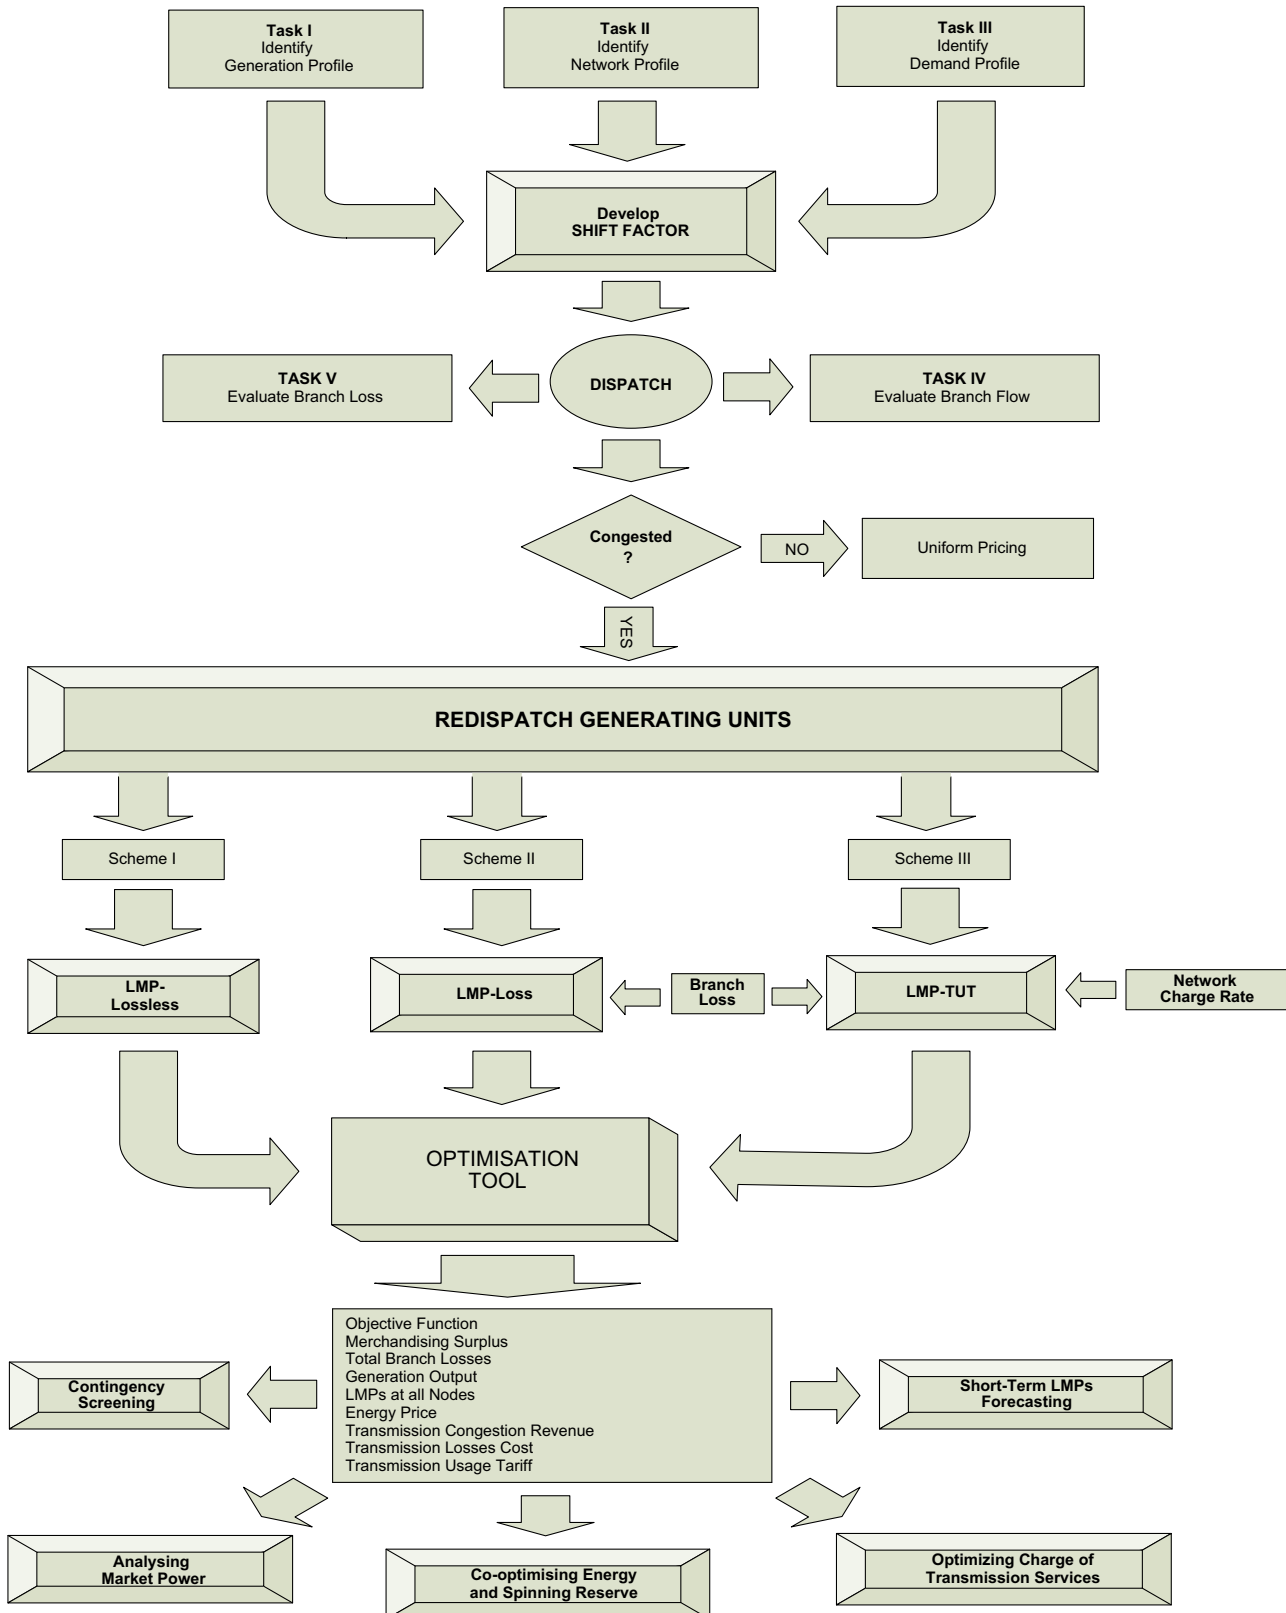 Task I
Identify
Generation Profile
Task II
Identify
Network Profile
Task III
Identify
Demand Profile
Develop
SHIFT FACTOR
TASK V
Evaluate Branch Loss
DISPATCH
TASK IV
Evaluate Branch Flow
Congested
?
NO
Uniform Pricing
YES
REDISPATCH GENERATING UNITS
Scheme I
Scheme II
Scheme III
LMP-
Lossless
LMP-Loss
Branch
Loss
LMP-TUT
Network
Charge Rate
OPTIMISATION
TOOL
Objective Function
Merchandising Surplus
Total Branch Losses
Generation Output
LMPs at all Nodes
Energy Price
Transmission Congestion Revenue
Transmission Losses Cost
Transmission Usage Tariff
Contingency
Screening
Short-Term LMPs
Forecasting
Analysing
Market Power
Co-optimising Energy
and Spinning Reserve
Optimizing Charge of
Transmission Services